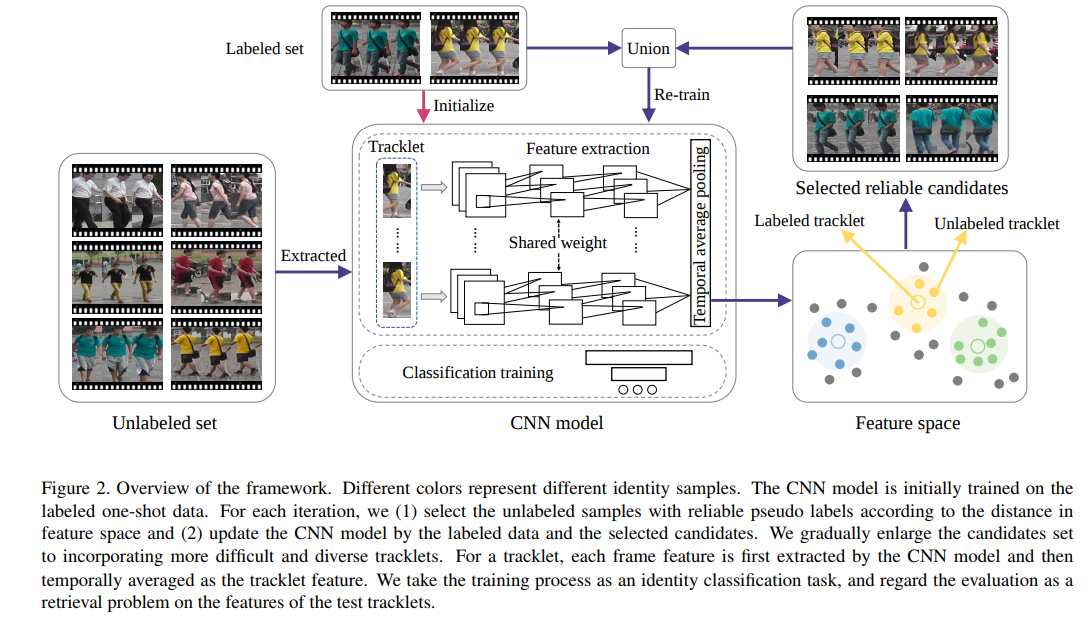 Labeled set
Union
Initialize
Re-train
Tracklet
Feature extraction
Selected reliable candidates
Labeled tracklet
Unlabeled tracklet
Extracted
Shared weight
Temporal average pooling
Classification training
Unlabeled set
CNN model
Feature space
Figure 2. Overview of the framework. Different colors represent different identity samples. The CNN model is initially trained on the
labeled one-shot data. For each iteration, we (1) select the unlabeled samples with reliable pseudo labels according to the distance in
feature space and (2) update the CNN model by the labeled data and the selected candidates. We gradually enlarge the candidates set
to incorporating more difficult and diverse tracklets. For a tracklet, each frame feature is first extracted by the CNN model and then
temporally averaged as the tracklet feature. We take the training process as an identity classification task, and regard the evaluation as a
retrieval problem on the features of the test tracklets.